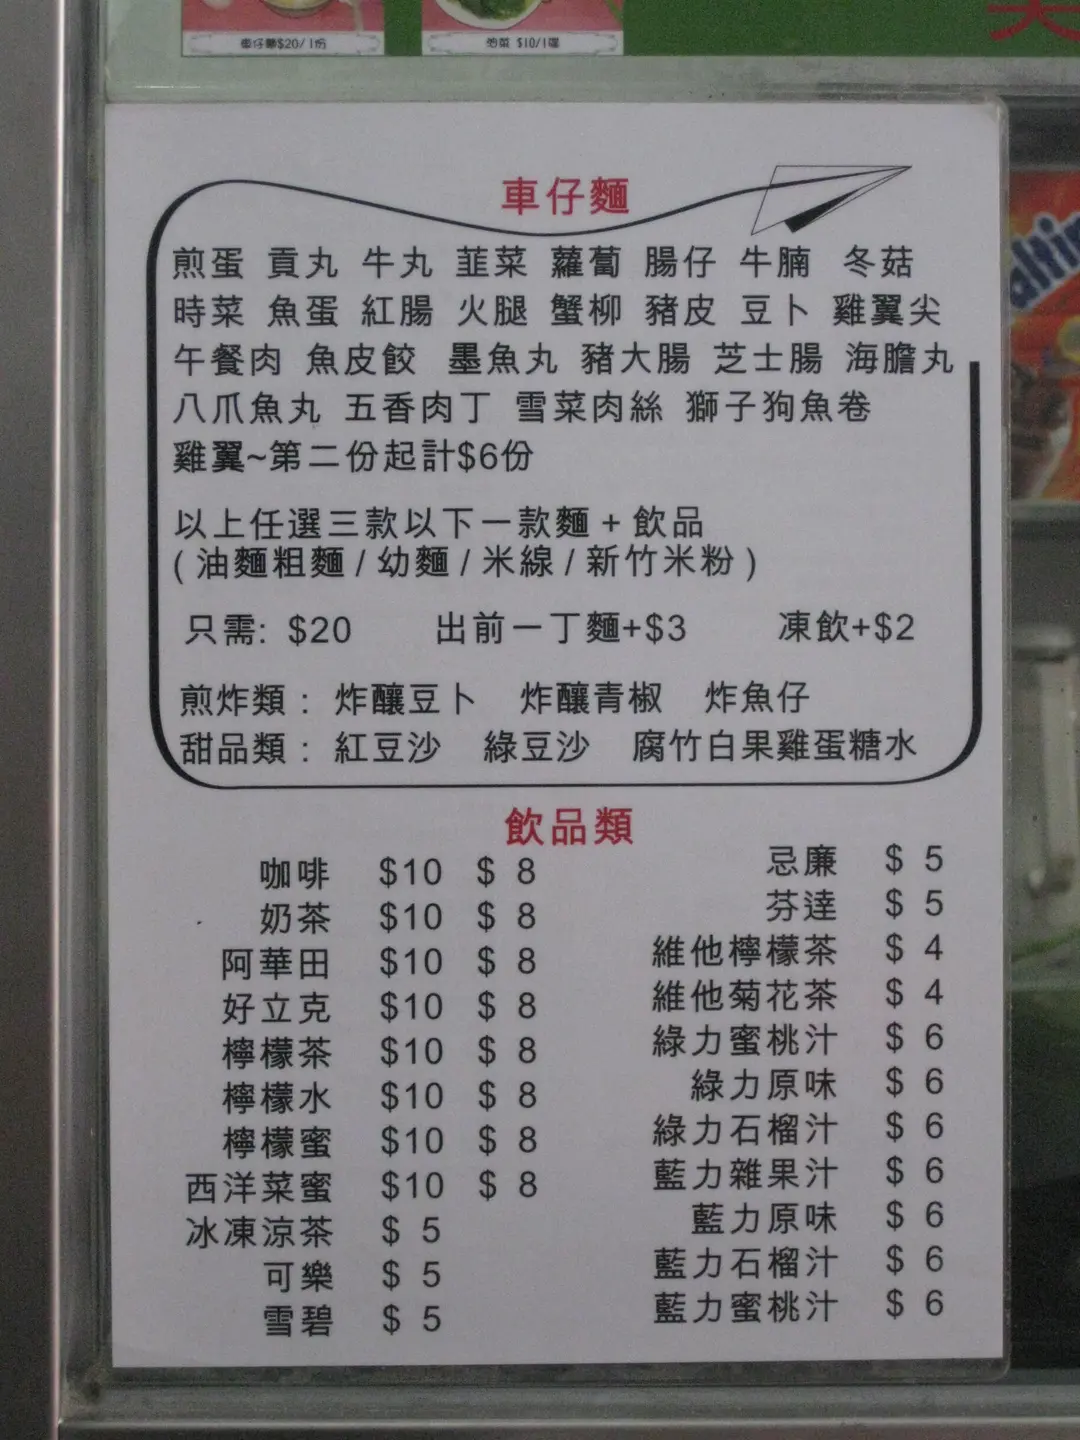 車仔麵$20/1份
油菜 $10/1碟
車仔麵
煎蛋 貢丸 牛丸 韮菜 蘿蔔 腸仔 牛腩 冬菇
時菜 魚蛋 紅腸 火腿 蟹柳 豬皮 豆卜 雞翼尖
午餐肉 魚皮餃 墨魚丸 豬大腸 芝士腸 海膽丸
八爪魚丸 五香肉丁 雪菜肉絲 獅子狗魚卷
雞翼~第二份起計$6份
以上任選三款以下一款麵 + 飲品
( 油麵粗麵 / 幼麵 / 米線 / 新竹米粉 )
只需: $20 出前一丁麵+$3 凍飲+$2
煎炸類 : 炸釀豆卜 炸釀青椒 炸魚仔
甜品類 : 紅豆沙 綠豆沙 腐竹白果雞蛋糖水
飲品類
咖啡 $10 $ 8
奶茶 $10 $ 8
阿華田 $10 $ 8
好立克 $10 $ 8
檸檬茶 $10 $ 8
檸檬水 $10 $ 8
檸檬蜜 $10 $ 8
西洋菜蜜 $10 $ 8
冰凍涼茶 $ 5
可樂 $ 5
雪碧 $ 5
忌廉 $ 5
芬達 $ 5
維他檸檬茶 $ 4
維他菊花茶 $ 4
綠力蜜桃汁 $ 6
綠力原味 $ 6
綠力石榴汁 $ 6
藍力雜果汁 $ 6
藍力原味 $ 6
藍力石榴汁 $ 6
藍力蜜桃汁 $ 6